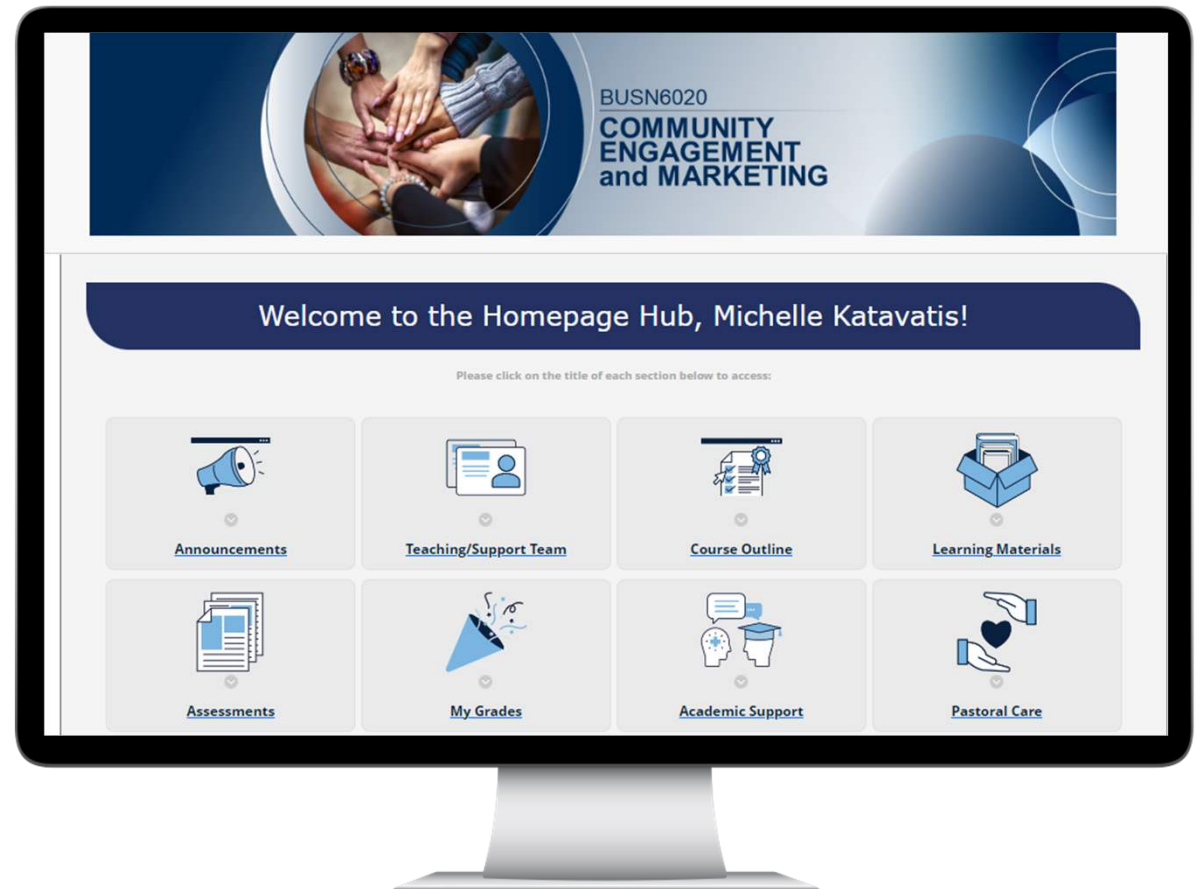 BUSN6020
COMMUNITY
ENGAGEMENT
and MARKETING
Welcome to the Homepage Hub, Michelle Katavatis!
Please click on the title of each section below to access:
Announcements
Teaching/Support Team
Course Outline
Learning Materials
Assessments
My Grades
Academic Support
Pastoral Care